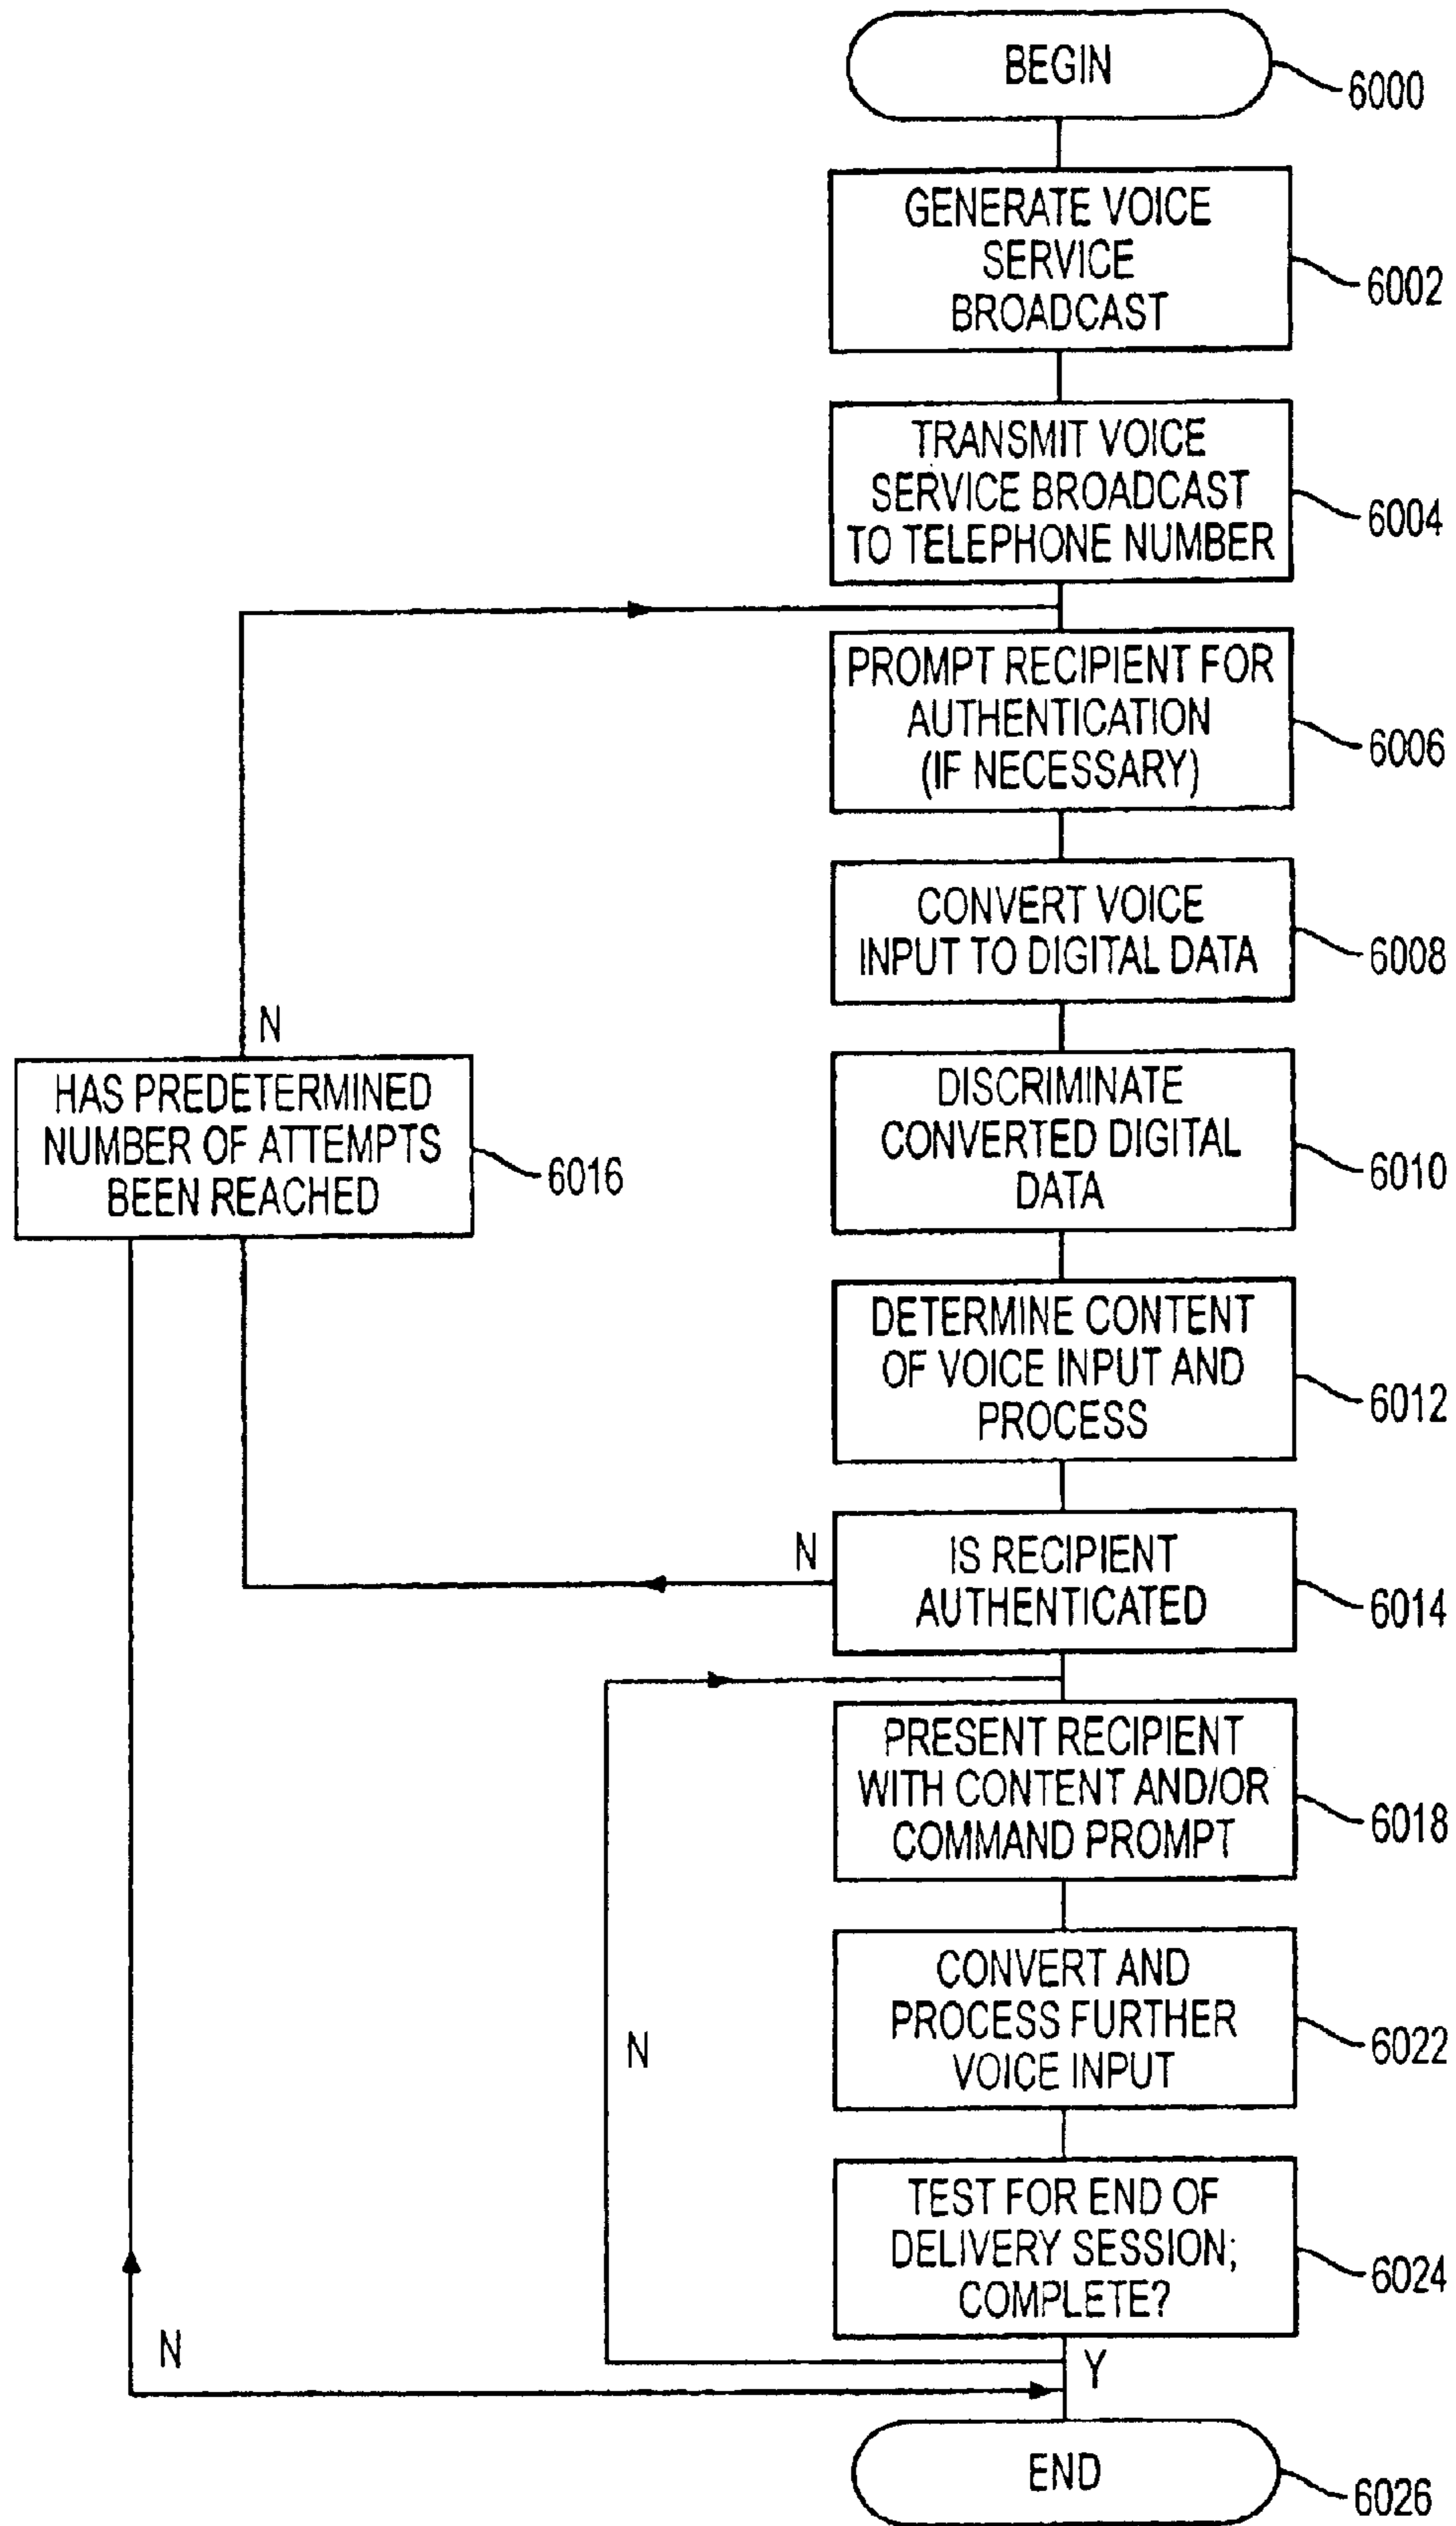 BEGIN
6000
GENERATE VOICE
SERVICE
BROADCAST
6002
TRANSMIT VOICE
SERVICE BROADCAST
TO TELEPHONE NUMBER
6004
PROMPT RECIPIENT FOR
AUTHENTICATION
(IF NECESSARY)
6006
CONVERT VOICE
INPUT TO DIGITAL DATA
6008
N
HAS PREDETERMINED
NUMBER OF ATTEMPTS
BEEN REACHED
6016
DISCRIMINATE
CONVERTED DIGITAL
DATA
6010
DETERMINE CONTENT
OF VOICE INPUT AND
PROCESS
6012
N
IS RECIPIENT
AUTHENTICATED
6014
PRESENT RECIPIENT
WITH CONTENT AND/OR
COMMAND PROMPT
6018
N
CONVERT AND
PROCESS FURTHER
VOICE INPUT
6022
TEST FOR END OF
DELIVERY SESSION;
COMPLETE?
6024
N
Y
END
6026